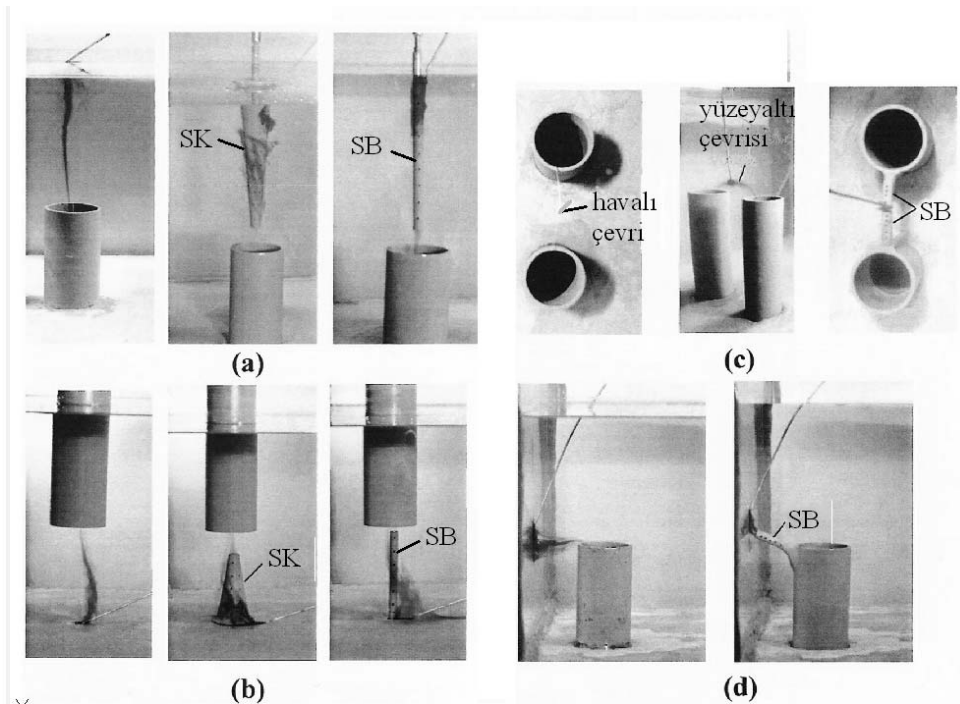 SK
SB
(a)
havalı
çevri
yüzeyaltı
çevrisi
SB
(c)
SK
SB
(b)
SB
(d)